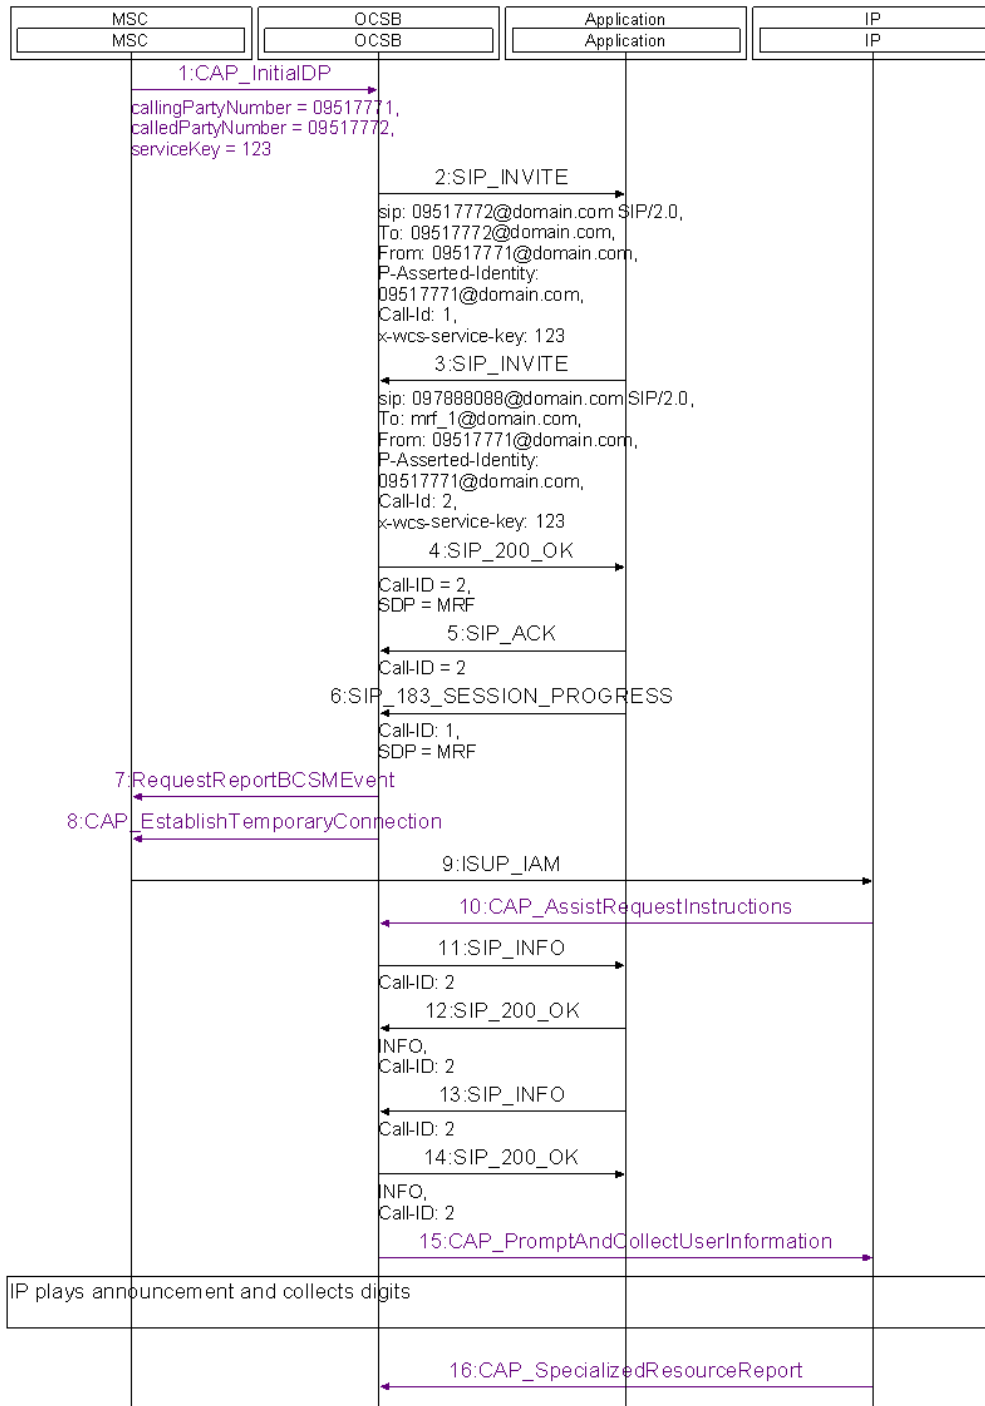 MSC OCSB Application IP
MSC OCSB Application IP
1:CAP_InitialDP
callingPartyNumber = 09517771,
calledPartyNumber = 09517772,
serviceKey = 123
2:SIP_INVITE
sip: 09517772@domain.com SIP/2.0,
To: 09517772@domain.com,
From: 09517771@domain.com,
P-Asserted-Identity:
09517771@domain.com,
Call-Id: 1,
x-wcs-service-key: 123
3:SIP_INVITE
sip: 097888088@domain.com SIP/2.0,
To: mrf_1@domain.com,
From: 09517771@domain.com,
P-Asserted-Identity:
09517771@domain.com,
Call-Id: 2,
x-wcs-service-key: 123
4:SIP_200_OK
Call-ID = 2,
SDP = MRF
5:SIP_ACK
Call-ID = 2
6:SIP_183_SESSION_PROGRESS
Call-ID: 1,
SDP = MRF
7:RequestReportBCSMEvent
8:CAP_EstablishTemporaryConnection
9:ISUP_IAM
10:CAP_AssistRequestInstructions
11:SIP_INFO
Call-ID: 2
12:SIP_200_OK
INFO,
Call-ID: 2
13:SIP_INFO
Call-ID: 2
14:SIP_200_OK
INFO,
Call-ID: 2
15:CAP_PromptAndCollectUserInformation
IP plays announcement and collects digits
16:CAP_SpecializedResourceReport